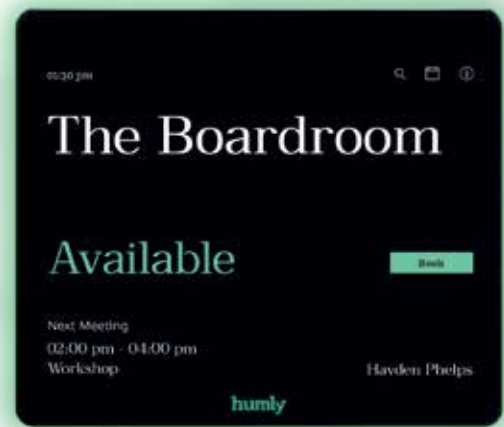 01:30 pm
The Boardroom
Available
Book
Next Meeting
02:00 pm - 04:00 pm
Workshop
Hayden Phelps
humly